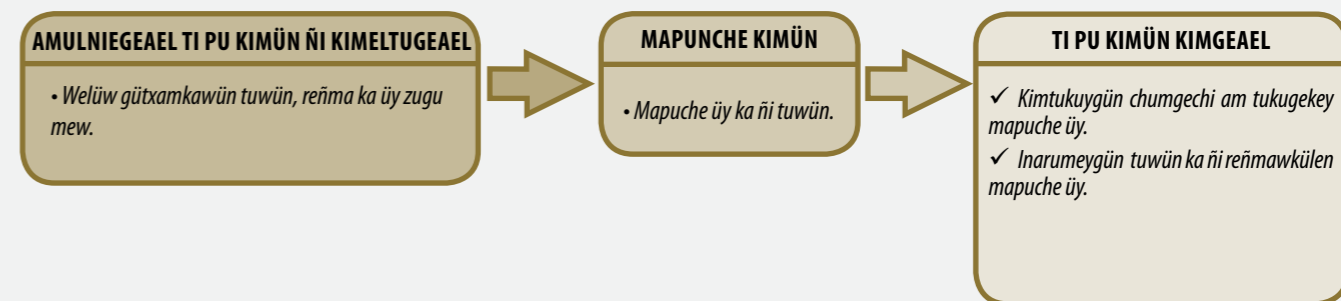 AMULNIEGEAEL TI PU KIMÜN ÑI KIMELTUGEAEL
• Welüw gütxamkawün tuwün, reñma ka üy zugu
mew.
MAPUNCHE KIMÜN
• Mapuche üy ka ñi tuwün.
TI PU KIMÜN KIMGEAEL
✓ Kimtukuygün chumgechi am tukugekey
mapuche üy.
✓ Inarumeygün tuwün ka ñi reñmawkülen
mapuche üy.